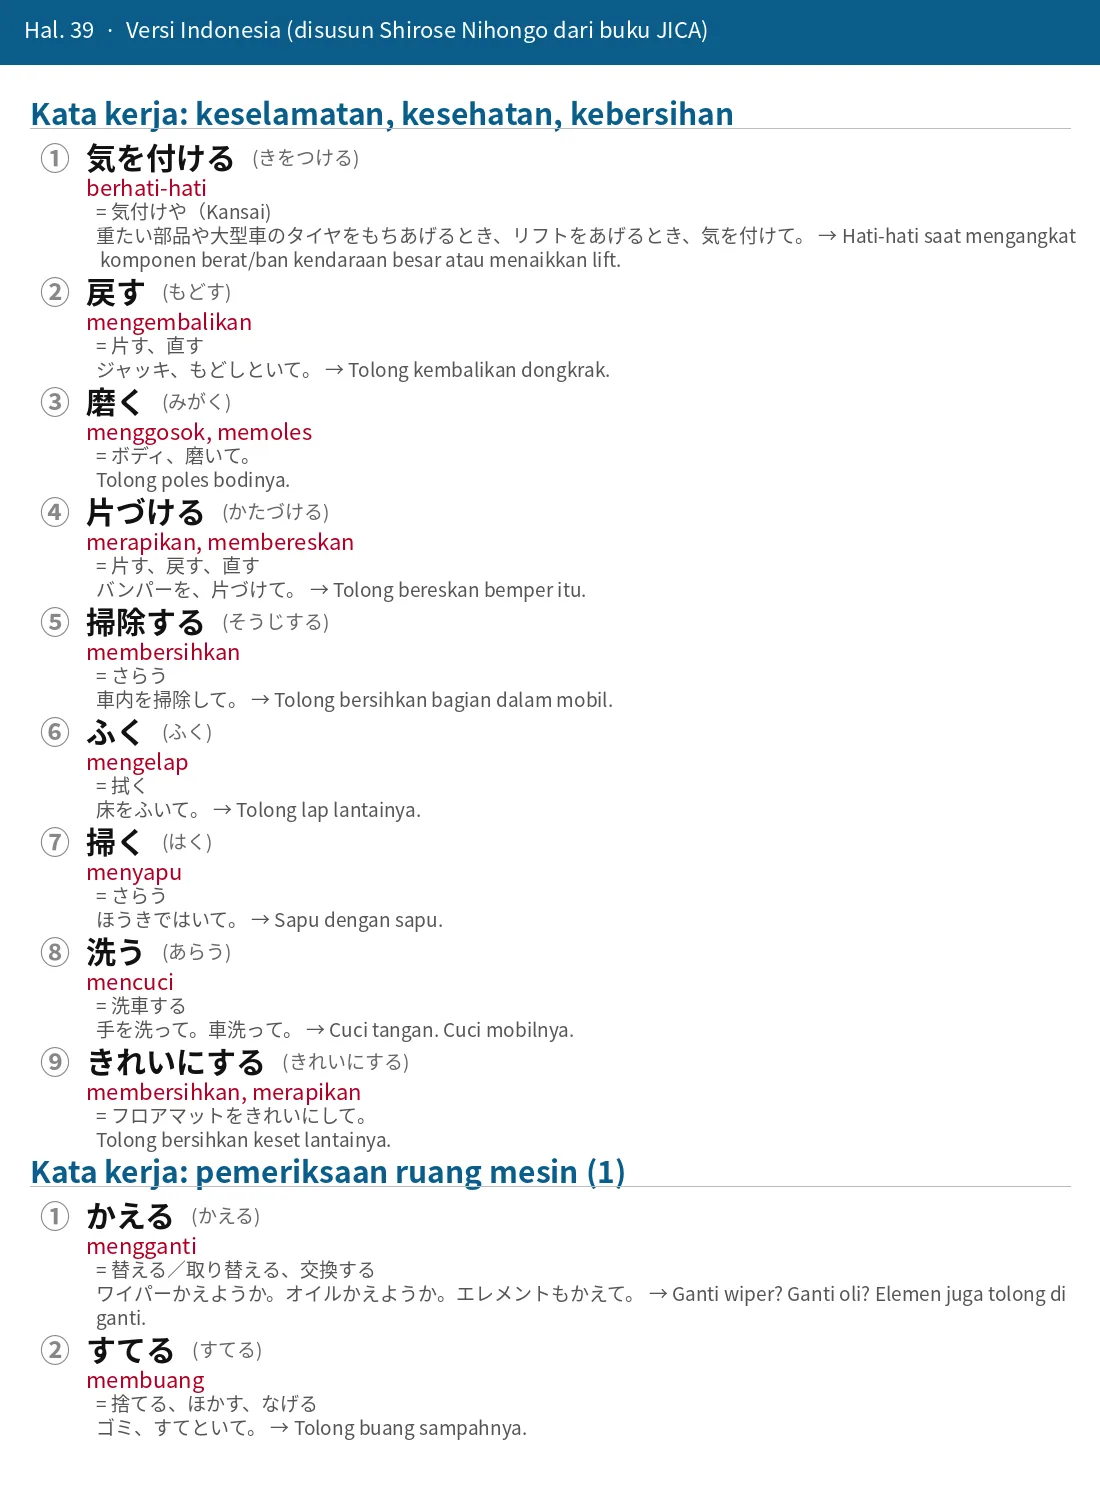 Hal. 39 · Versi Indonesia (disusun Shirose Nihongo dari buku JICA)
Kata kerja: keselamatan, kesehatan, kebersihan
① 気を付ける (きをつける)
berhati-hati
= 気付けや（Kansai)
重たい部品や大型車のタイヤをもちあげるとき、リフトをあげるとき、気を付けて。 → Hati-hati saat mengangkat
komponen berat/ban kendaraan besar atau menaikkan lift.
② 戻す (もどす)
mengembalikan
= 片す、直す
ジャッキ、もどしといて。 → Tolong kembalikan dongkrak.
③ 磨く (みがく)
menggosok, memoles
= ボディ、磨いて。
Tolong poles bodinya.
④ 片づける (かたづける)
merapikan, membereskan
= 片す、戻す、直す
バンパーを、片づけて。 → Tolong bereskan bemper itu.
⑤ 掃除する (そうじする)
membersihkan
= さらう
車内を掃除して。 → Tolong bersihkan bagian dalam mobil.
⑥ ふく (ふく)
mengelap
= 拭く
床をふいて。 → Tolong lap lantainya.
⑦ 掃く (はく)
menyapu
= さらう
ほうきではいて。 → Sapu dengan sapu.
⑧ 洗う (あらう)
mencuci
= 洗車する
手を洗って。車洗って。 → Cuci tangan. Cuci mobilnya.
⑨ きれいにする (きれいにする)
membersihkan, merapikan
= フロアマットをきれいにして。
Tolong bersihkan keset lantainya.
Kata kerja: pemeriksaan ruang mesin (1)
① かえる (かえる)
mengganti
= 替える／取り替える、交換する
ワイパーかえようか。オイルかえようか。エレメントもかえて。 → Ganti wiper? Ganti oli? Elemen juga tolong di
ganti.
② すてる (すてる)
membuang
= 捨てる、ほかす、なげる
ゴミ、すてといて。 → Tolong buang sampahnya.